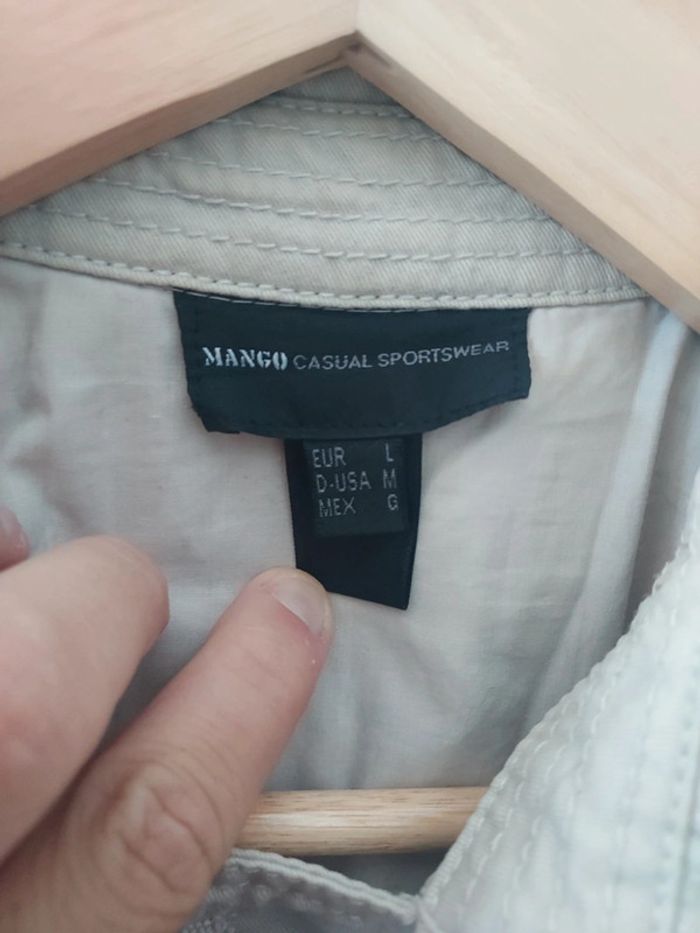 MANGO CASUAL SPORTSWEAR
EUR L
D-USA M
MEX G